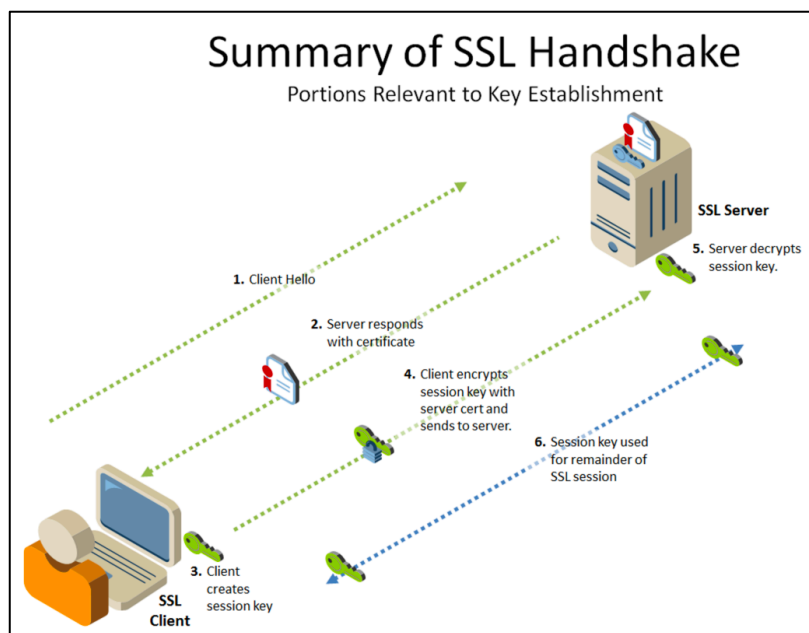 Summary of SSL Handshake
Portions Relevant to Key Establishment
SSL Server
1. Client Hello
2. Server responds
with certificate
3. Client
creates
session key
SSL
Client
4. Client encrypts
session key with
server cert and
sends to server.
5. Server decrypts
session key.
6. Session key used
for remainder of
SSL session